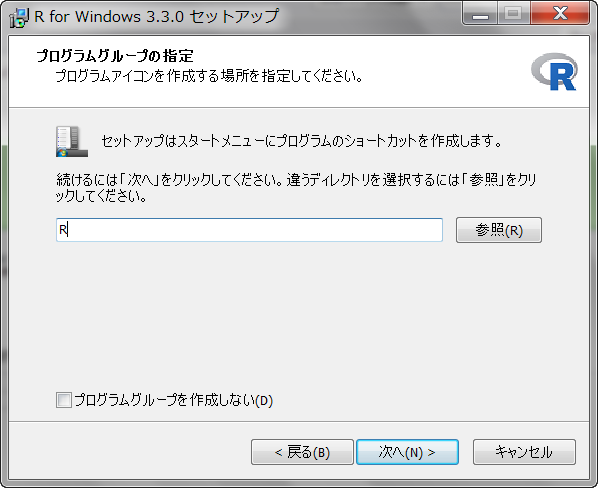 R for Windows 3.3.0 セットアップ
プログラムグループの指定
プログラムアイコンを作成する場所を指定してください。
R
セットアップはスタートメニューにプログラムのショートカットを作成します。
続けるには「次へ」をクリックしてください。違うディレクトリを選択するには「参照」をクリ
ックしてください。
R
参照(R)
プログラムグループを作成しない(D)
< 戻る(B)
次へ(N) >
キャンセル